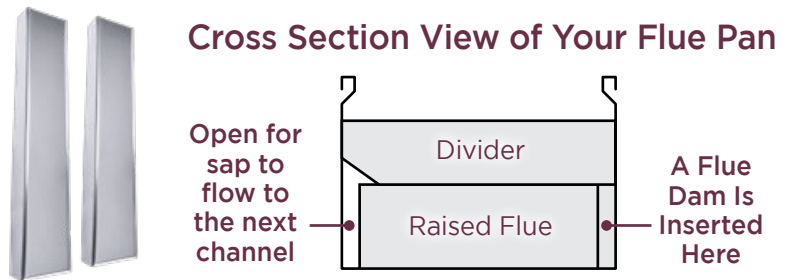 Cross Section View of Your Flue Pan
Open for
sap to
flow to
the next
channel
Divider
Raised Flue
A Flue
Dam Is
Inserted
Here